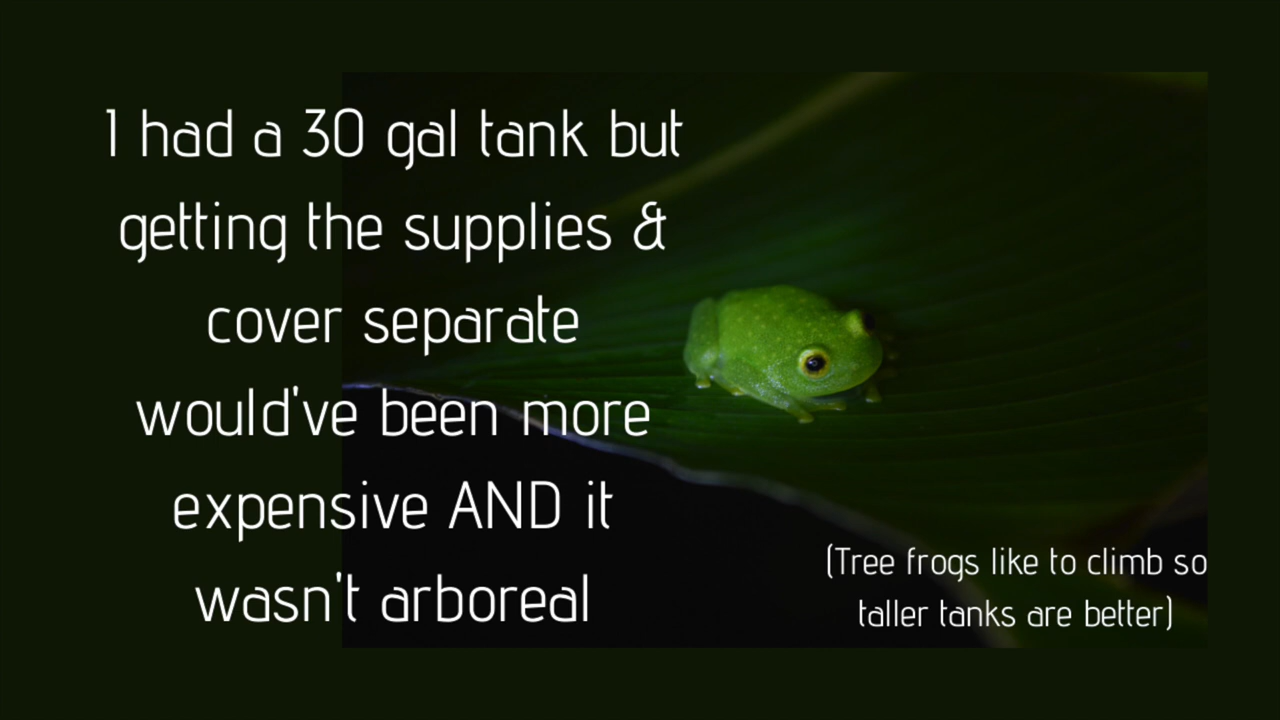 I had a 30 gal tank but
getting the supplies &
cover separate
would've been more
expensive AND it
wasn't arboreal
(Tree frogs like to climb so
taller tanks are better)